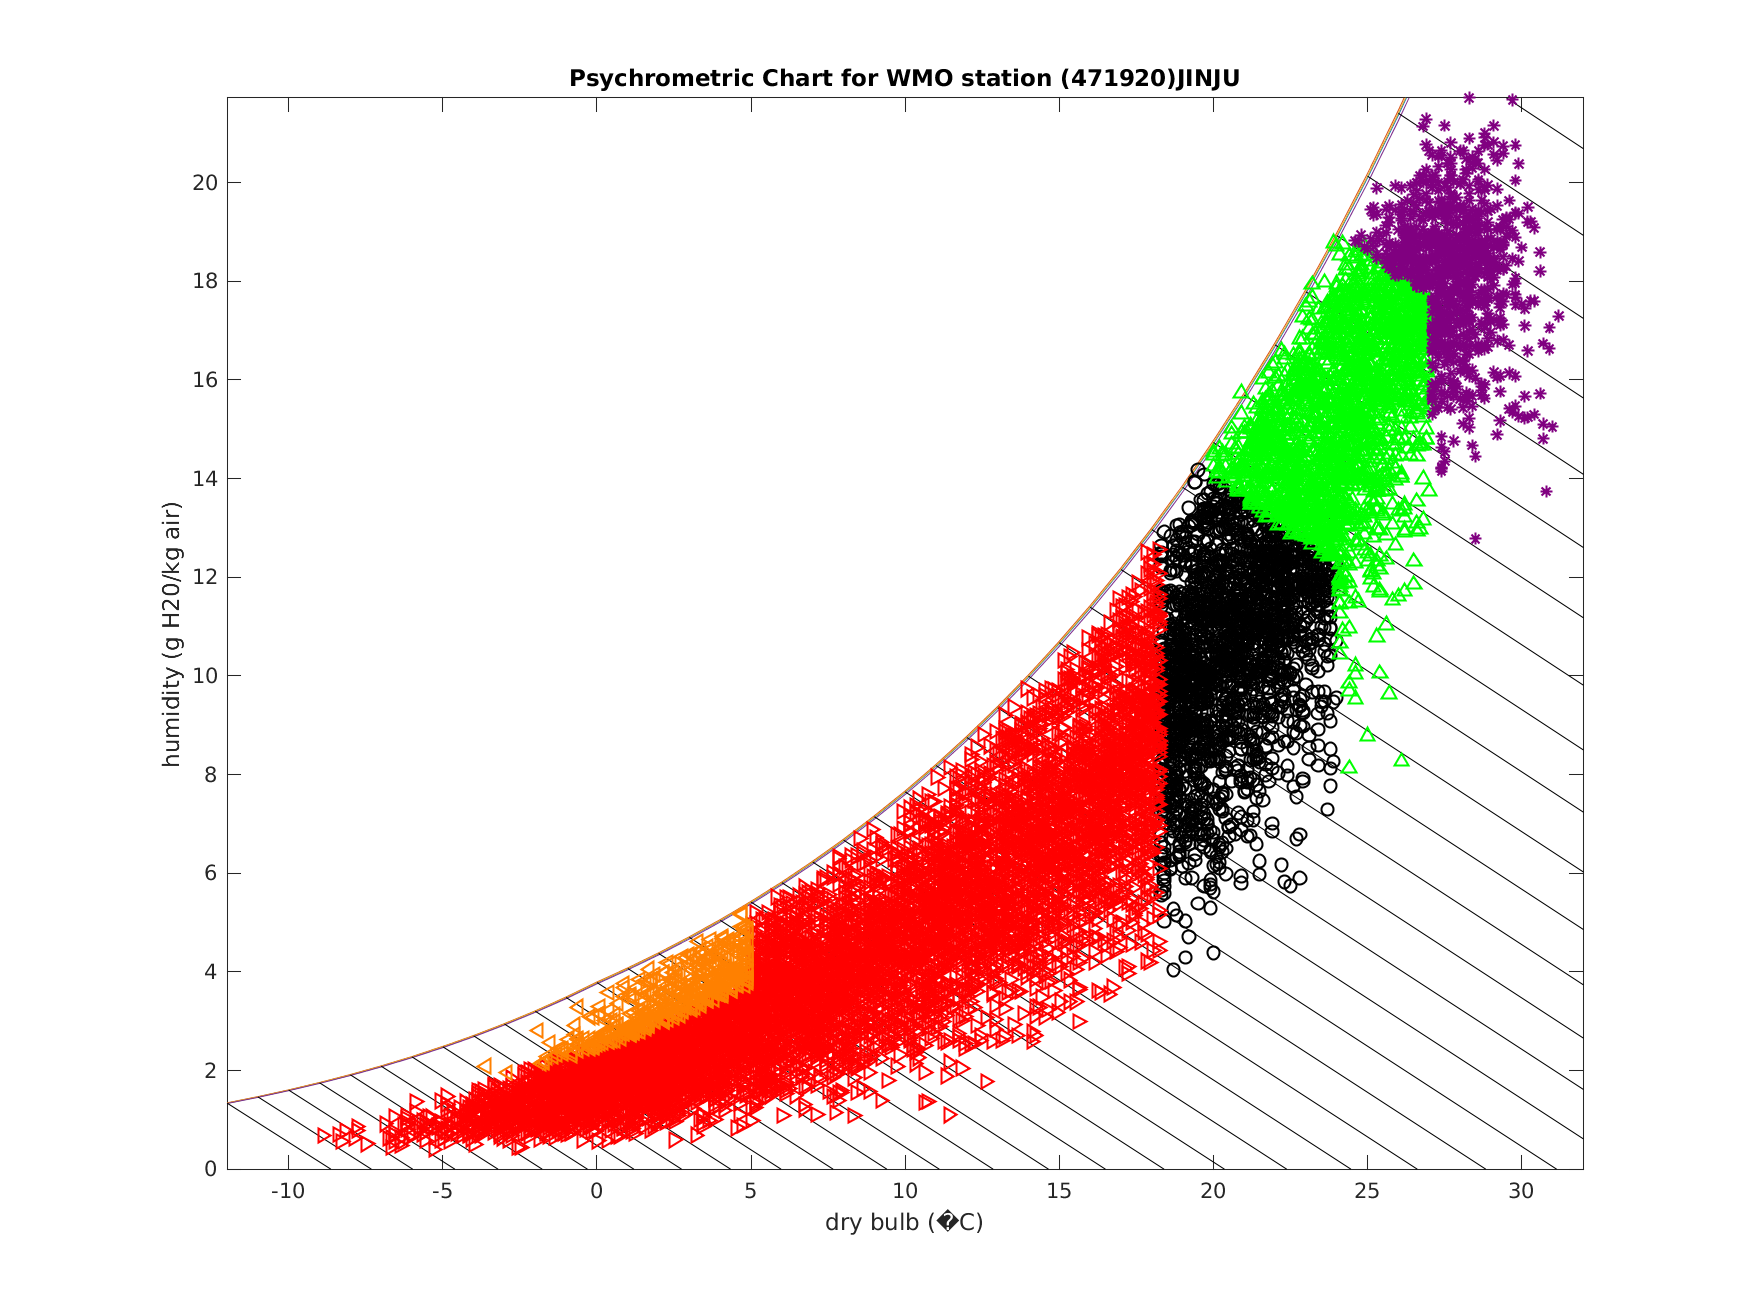 Psychrometric Chart for WMO station (471920)JINJU
humidity (g H20/kg air)
20
18
16
14
12
10
8
6
4
2
0
-10 -5 0 5 10 15 20 25 30
dry bulb (�C)